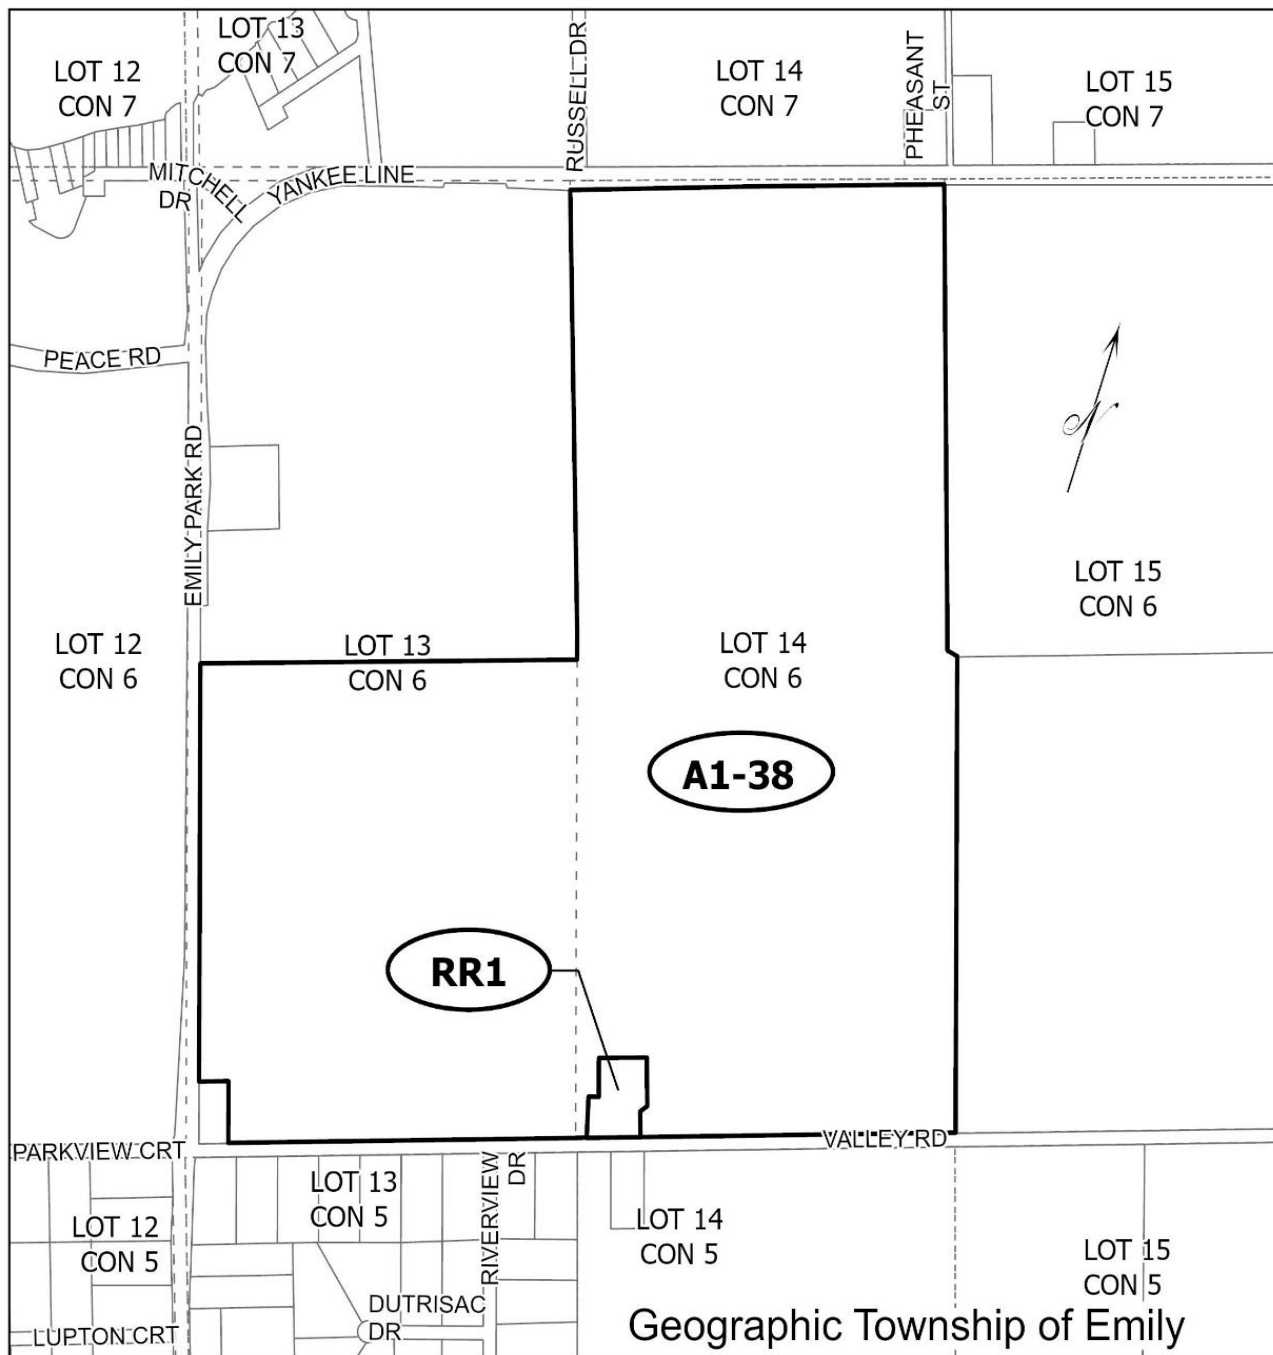 LOT 13
CON 7
LOT 12
CON 7
RUSSELL DR
LOT 14
CON 7
PHEASANT
ST
LOT 15
CON 7
MITCHELL
DR
YANKEE LINE
PEACE RD
EMILY PARK RD
N
LOT 15
CON 6
LOT 12
CON 6
LOT 13
CON 6
LOT 14
CON 6
A1-38
RR1
VALLEY RD
PARKVIEW CRT
RIVERVIEW
DR
LOT 13
CON 5
LOT 12
CON 5
LOT 14
CON 5
LOT 15
CON 5
DUTRISAC
DR
LUPTON CRT
Geographic Township of Emily